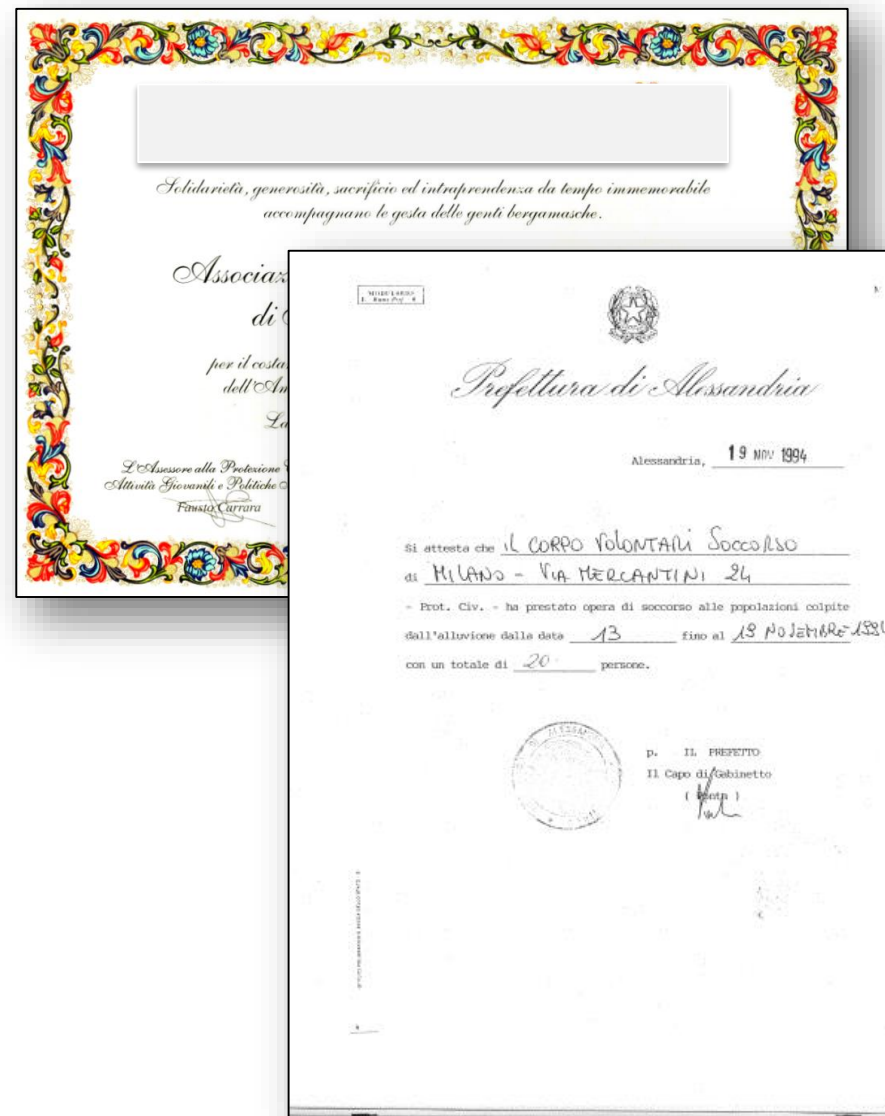 Solidarietà, generosità, sacrificio ed intraprendenza da tempo immemorabile
accompagnano le gesta delle genti bergamasche.
Associaz
di
per il costa
dell'Am
La
L'Assessore alla Protezione
Attività Giovanili e Politiche
Fausto Carrara
MODULARIO
Prefettura di Alessandria
Alessandria, 19 NOV 1994
Si attesta che IL CORPO VOLONTARI SOCCORSO
di MILANO - VIA MERCANTINI 24
- Prot. Civ. - ha prestato opera di soccorso alle popolazioni colpite
dall'alluvione dalla data 13 fino al 19 NOVEMBRE 199
con un totale di 20 persone.
p. IL PREFETTO
Il Capo di Gabinetto